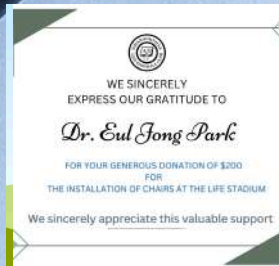 WE SINCERELY
EXPRESS OUR GRATITUDE TO
Dr. Eul Jong Park
FOR YOUR GENEROUS DONATION OF $200
FOR
THE INSTALLATION OF CHAIRS AT THE LIFE STADIUM
We sincerely appreciate this valuable support